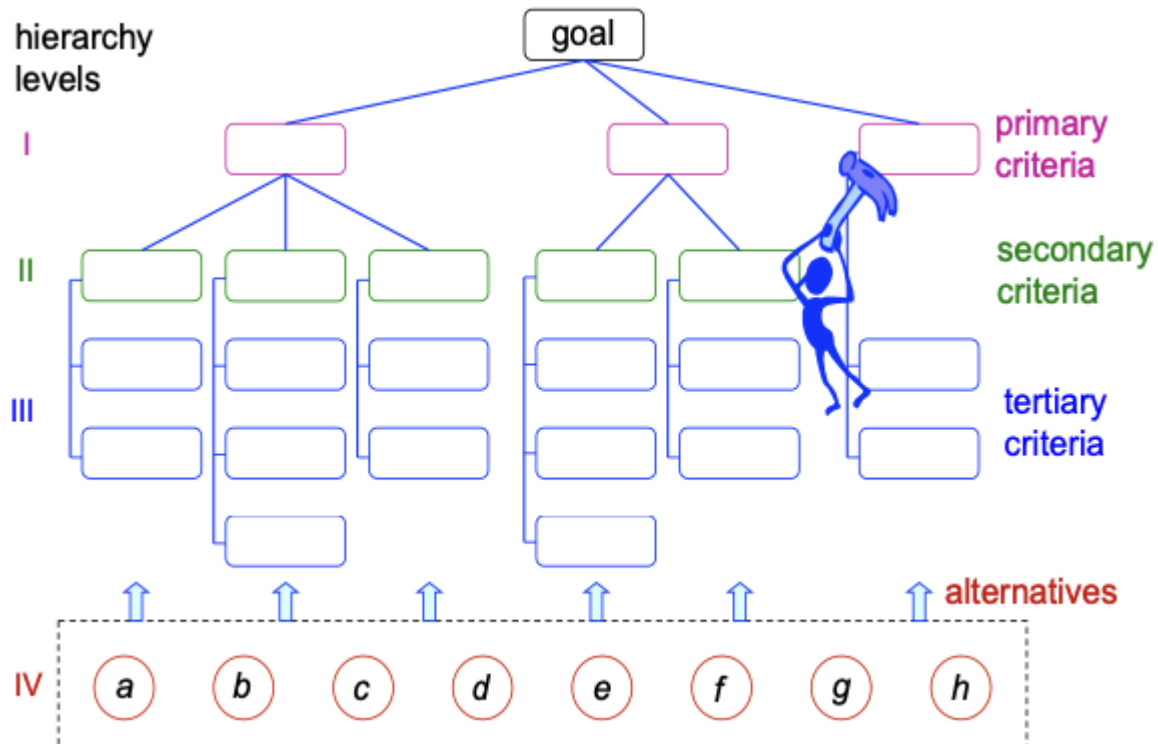 goal
hierarchy
levels
I
primary
criteria
II
secondary
criteria
III
tertiary
criteria
alternatives
IV
a b c d e f g h